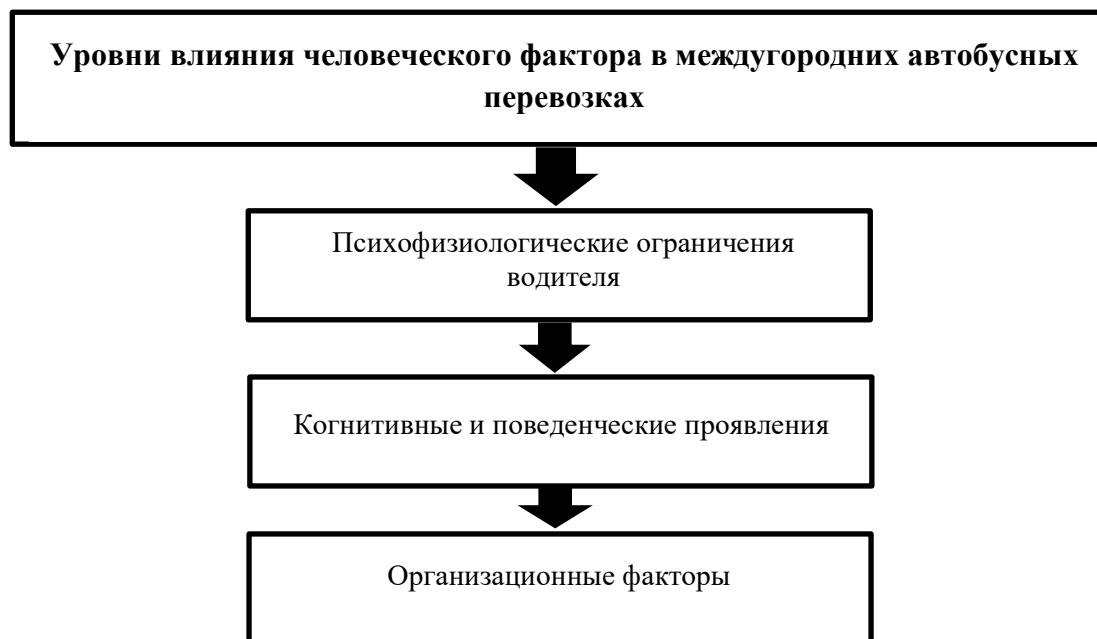 Уровни влияния человеческого фактора в междугородних автобусных
перевозках
Психофизиологические ограничения
водителя
Когнитивные и поведенческие проявления
Организационные факторы